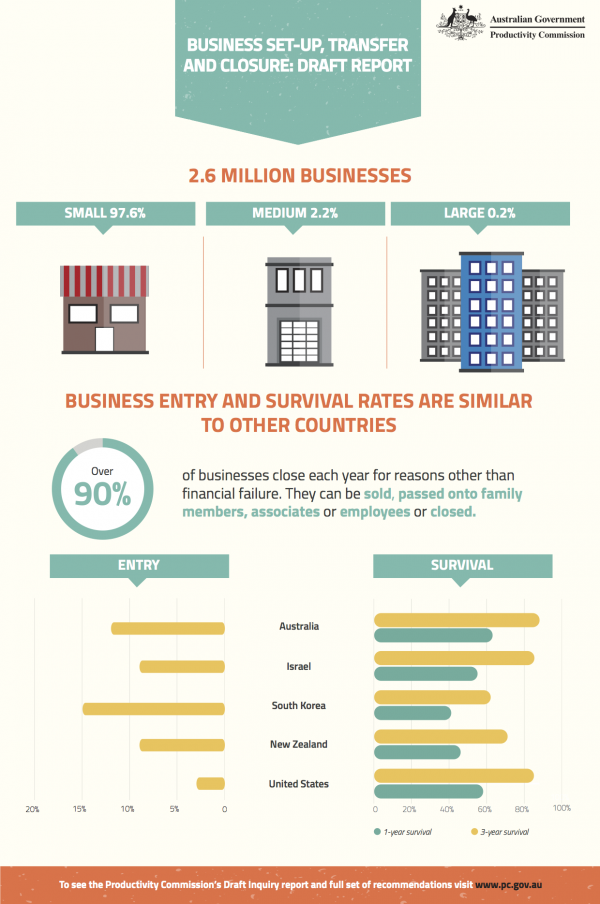 BUSINESS SET-UP, TRANSFER
AND CLOSURE: DRAFT REPORT
Australian Government
Productivity Commission
2.6 MILLION BUSINESSES
SMALL 97.6%
MEDIUM 2.2%
LARGE 0.2%
BUSINESS ENTRY AND SURVIVAL RATES ARE SIMILAR
TO OTHER COUNTRIES
Over
90%
of businesses close each year for reasons other than
financial failure. They can be sold, passed onto family
members, associates or employees or closed.
ENTRY
SURVIVAL
Australia
Israel
South Korea
New Zealand
United States
20% 15% 10% 5% 0
0 20% 40% 60% 80% 100%
1-year survival 3-year survival
To see the Productivity Commission's Draft Inquiry report and full set of recommendations visit www.pc.gov.au